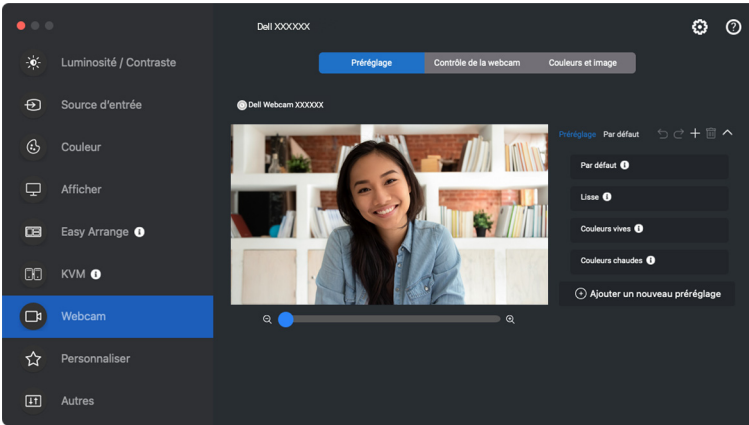 Dell XXXXXX
Luminosité / Contraste
Source d'entrée
Couleur
Afficher
Easy Arrange
KVM
Webcam
Personnaliser
Autres
Préréglage
Contrôle de la webcam
Couleurs et image
Dell Webcam XXXXXX
Préréglage Par défaut
Par défaut
Lisse
Couleurs vives
Couleurs chaudes
Ajouter un nouveau préréglage